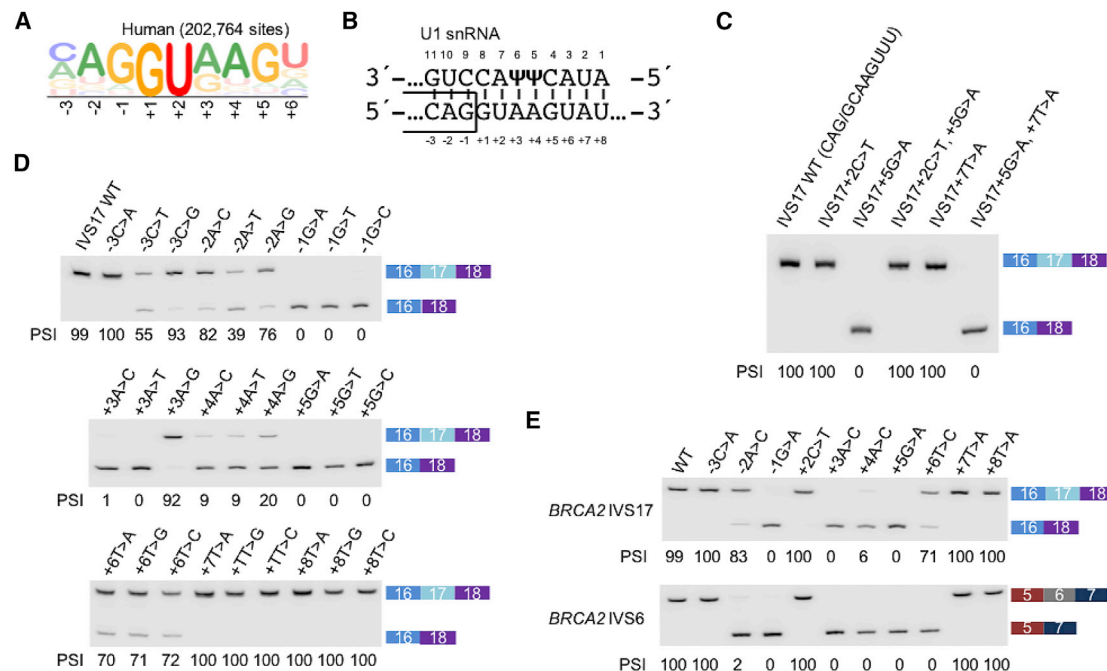 A
Human (202,764 sites)
CAGGUAAGU
-3 -2 -1 +1 +2 +3 +4 +5 +6
B
U1 snRNA
11 10 9 8 7 6 5 4 3 2 1
3´-...GUCCAΨΨCAUA -5´
5´-...CAGGUAAGUAU...-3´
-3 -2 -1 +1 +2 +3 +4 +5 +6 +7 +8
C
IVS17 WT (CAG/GCAAGUUU)
IVS17+2C>T
IVS17+5G>A
IVS17+2C>T, +5G>A
IVS17+7T>A
IVS17+5G>A, +7T>A
16 17 18
16 18
PSI 100 100 0 100 100 0
D
IVS17 WT -3C>A -3C>T -3C>G -2A>C -2A>T -2A>G -1G>A -1G>T -1G>C
16 17 18
16 18
PSI 99 100 55 93 82 39 76 0 0 0
+3A>C +3A>T +3A>G +4A>C +4A>T +4A>G +5G>A +5G>T +5G>C
16 17 18
16 18
PSI 1 0 92 9 9 20 0 0 0
+6T>A +6T>G +6T>C +7T>A +TT>G +TT>C +8T>A +8T>G +8T>C
16 17 18
16 18
PSI 70 71 72 100 100 100 100 100 100
E
WT -3C>A -2A>C -1G>A +2C>T +3A>C +4A>C +5G>A +6T>C +7T>A +8T>A
BRCA2 IVS17
16 17 18
16 18
PSI 99 100 83 0 100 0 6 0 71 100 100
BRCA2 IVS6
5 6 7
5 7
PSI 100 100 2 0 100 0 0 0 0 100 100